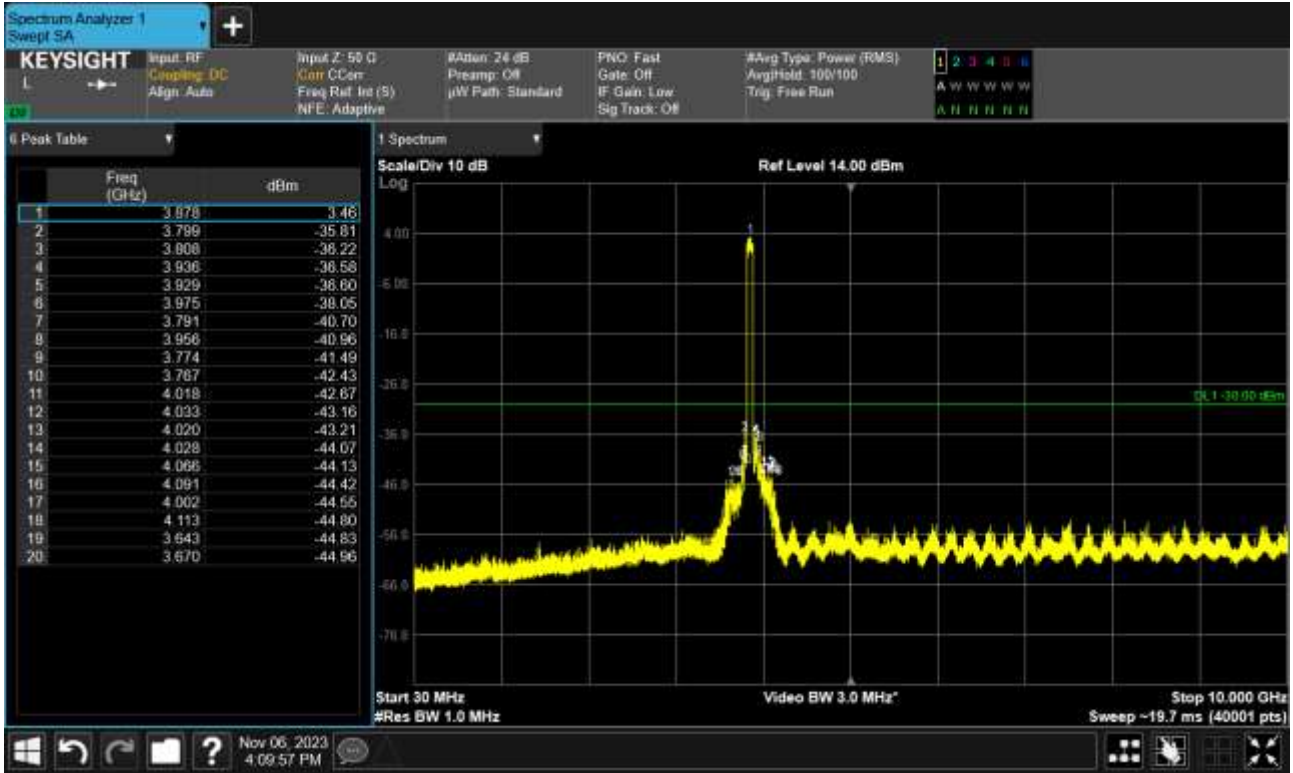 Spectrum Analyzer 1
Swept SA
+
KEYSIGHT
L
Input: RF
Coupling: DC
Align: Auto
Input Z: 50 Ω
Corr CCorr
Freq Ref: Int (S)
NFE: Adaptive
#Atten: 24 dB
Preamp: Off
µW Path: Standard
PNO: Fast
Gate: Off
IF Gain: Low
Sig Track: Off
#Avg Type: Power (RMS)
Avg|Hold: 100/100
Trig: Free Run
1 2 3 4 5 6
A W W W W W
A N N N N N
6 Peak Table
Freq (GHz) dBm
1 3.878 3.46
2 3.799 -35.81
3 3.808 -36.22
4 3.936 -36.58
5 3.929 -36.60
6 3.975 -38.05
7 3.791 -40.70
8 3.956 -40.96
9 3.774 -41.49
10 3.767 -42.43
11 4.018 -42.67
12 4.033 -43.16
13 4.020 -43.21
14 4.028 -44.07
15 4.066 -44.13
16 4.091 -44.42
17 4.002 -44.55
18 4.113 -44.80
19 3.643 -44.83
20 3.670 -44.96
1 Spectrum
Scale/Div 10 dB
Ref Level 14.00 dBm
Log
1
4.00
-6.00
-16.0
-26.0
DL1 -30.00 dBm
-36.0
-46.0
-56.0
-66.0
-76.0
Start 30 MHz
Video BW 3.0 MHz*
Stop 10.000 GHz
#Res BW 1.0 MHz
Sweep ~19.7 ms (40001 pts)
?
Nov 06, 2023
4:09:57 PM